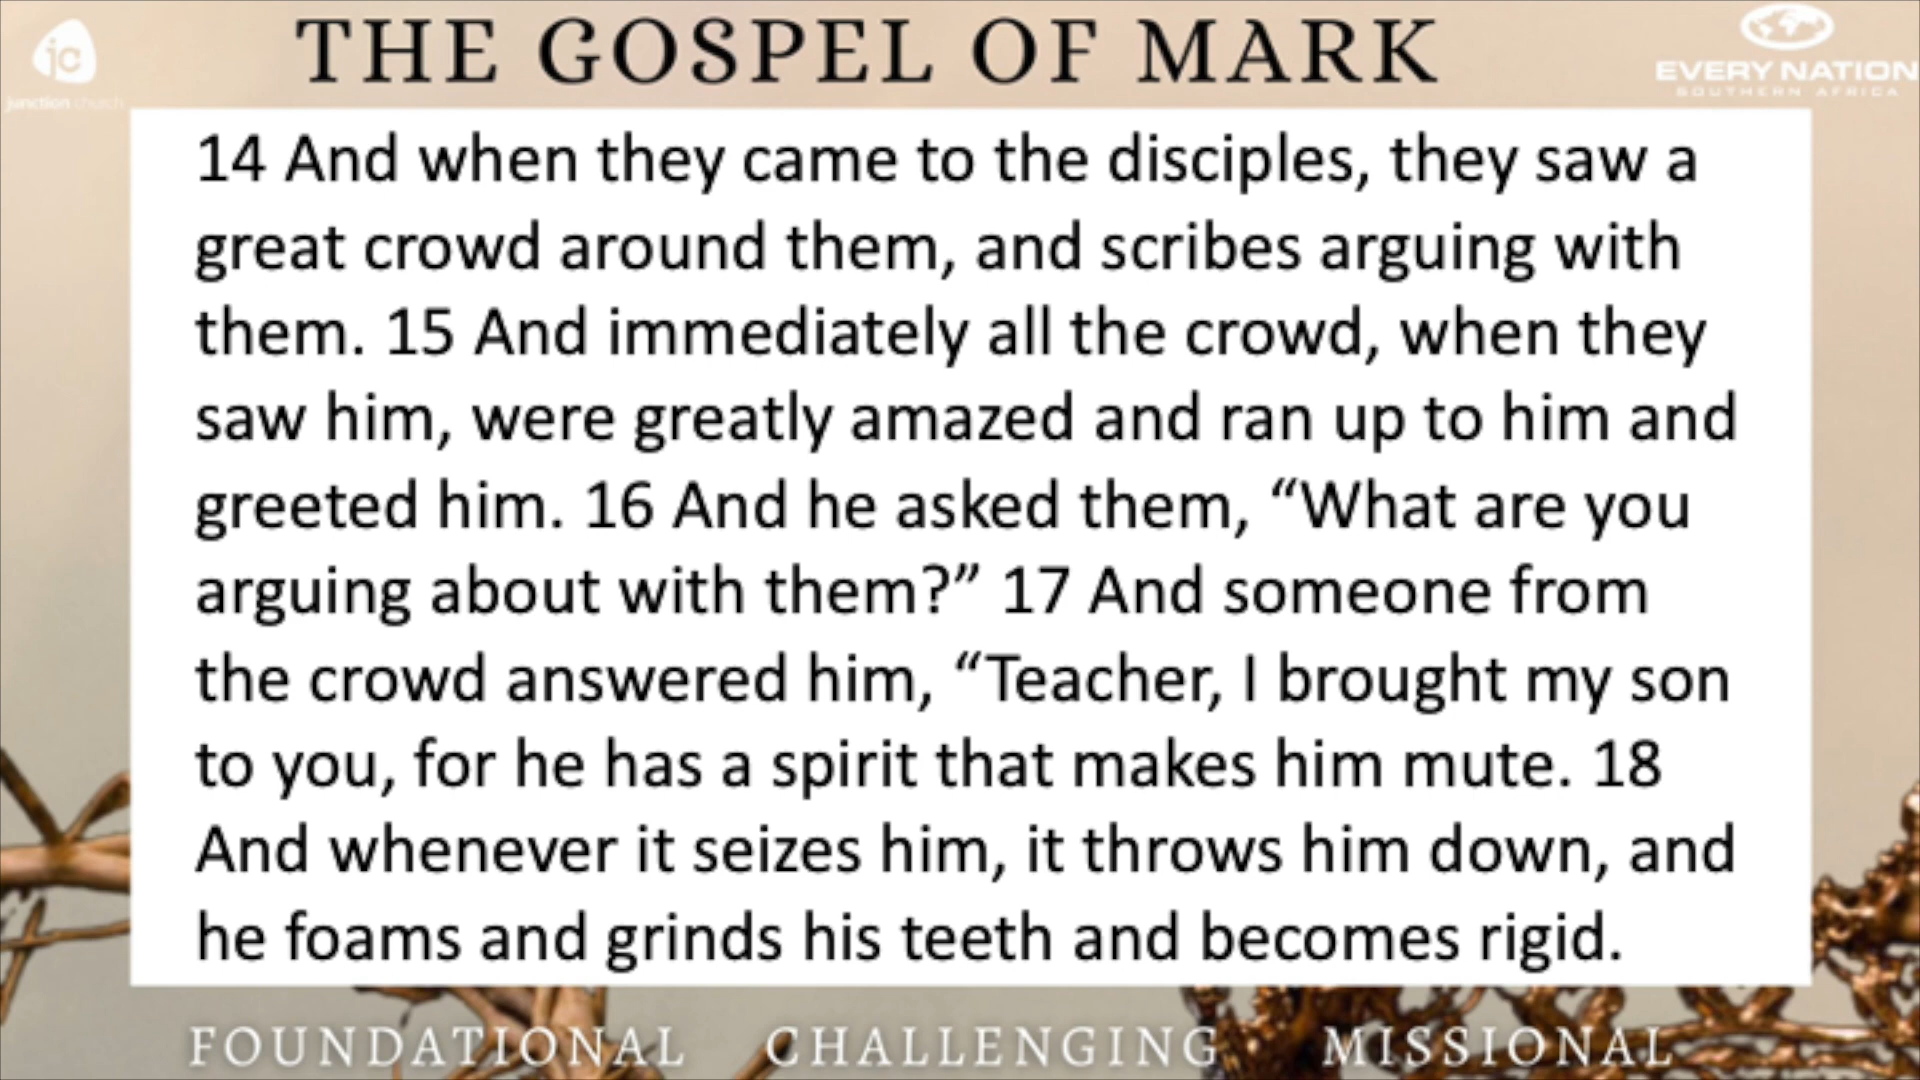 jc
junction church
THE GOSPEL OF MARK
EVERY NATION
SOUTHERN AFRICA
14 And when they came to the disciples, they saw a
great crowd around them, and scribes arguing with
them. 15 And immediately all the crowd, when they
saw him, were greatly amazed and ran up to him and
greeted him. 16 And he asked them, “What are you
arguing about with them?” 17 And someone from
the crowd answered him, “Teacher, I brought my son
to you, for he has a spirit that makes him mute. 18
And whenever it seizes him, it throws him down, and
he foams and grinds his teeth and becomes rigid.
FOUNDATIONAL CHALLENGING MISSIONAL